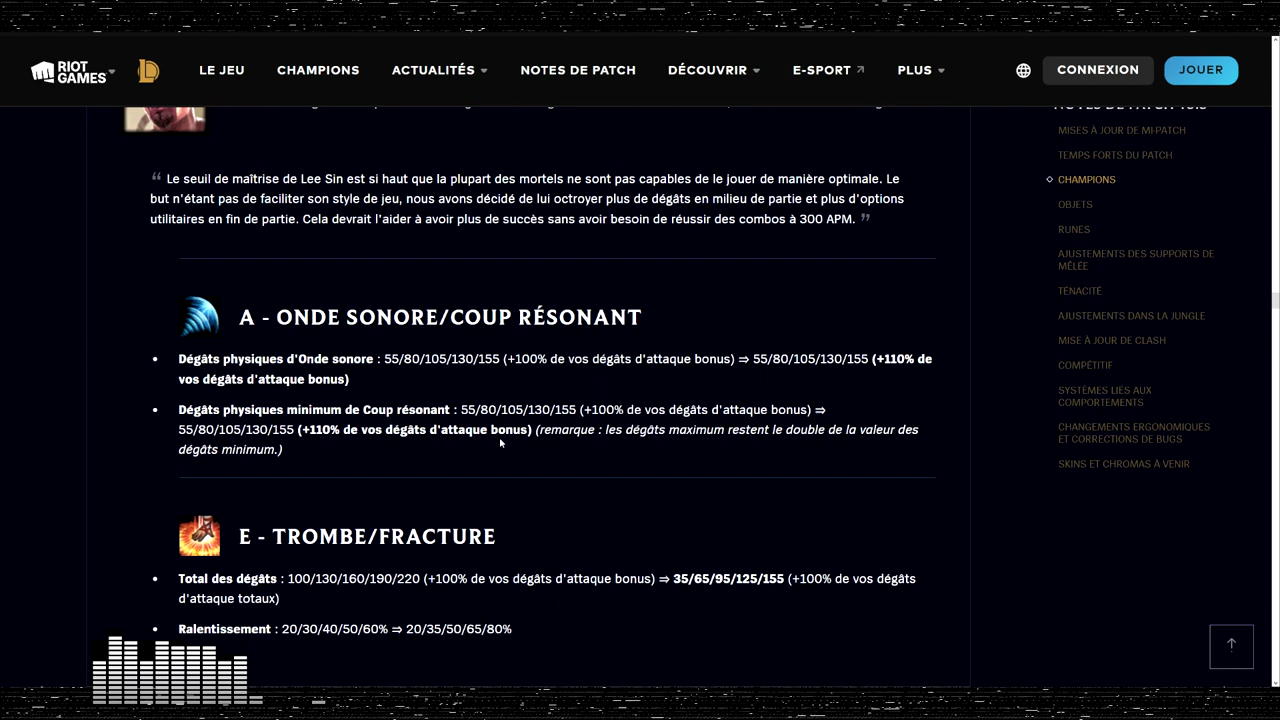 RIOT GAMES
LE JEU
CHAMPIONS
ACTUALITÉS
NOTES DE PATCH
DÉCOUVRIR
E-SPORT
PLUS
CONNEXION
JOUER
“ Le seuil de maîtrise de Lee Sin est si haut que la plupart des mortels ne sont pas capables de le jouer de manière optimale. Le
but n'étant pas de faciliter son style de jeu, nous avons décidé de lui octroyer plus de dégâts en milieu de partie et plus d'options
utilitaires en fin de partie. Cela devrait l'aider à avoir plus de succès sans avoir besoin de réussir des combos à 300 APM. ”
A - ONDE SONORE/COUP RÉSONANT
• Dégâts physiques d'Onde sonore : 55/80/105/130/155 (+100% de vos dégâts d'attaque bonus) ⇒ 55/80/105/130/155 (+110% de
vos dégâts d'attaque bonus)
• Dégâts physiques minimum de Coup résonant : 55/80/105/130/155 (+100% de vos dégâts d'attaque bonus) ⇒
55/80/105/130/155 (+110% de vos dégâts d'attaque bonus) (remarque : les dégâts maximum restent le double de la valeur des
dégâts minimum.)
E - TROMBE/FRACTURE
• Total des dégâts : 100/130/160/190/220 (+100% de vos dégâts d'attaque bonus) ⇒ 35/65/95/125/155 (+100% de vos dégâts
d'attaque totaux)
• Ralentissement : 20/30/40/50/60% ⇒ 20/35/50/65/80%
MISES À JOUR DE MI-PATCH
TEMPS FORTS DU PATCH
CHAMPIONS
OBJETS
RUNES
AJUSTEMENTS DES SUPPORTS DE
MÊLÉE
TÉNACITÉ
AJUSTEMENTS DANS LA JUNGLE
MISE À JOUR DE CLASH
COMPÉTITIF
SYSTÈMES LIÉS AUX
COMPORTEMENTS
CHANGEMENTS ERGONOMIQUES
ET CORRECTIONS DE BUGS
SKINS ET CHROMAS À VENIR